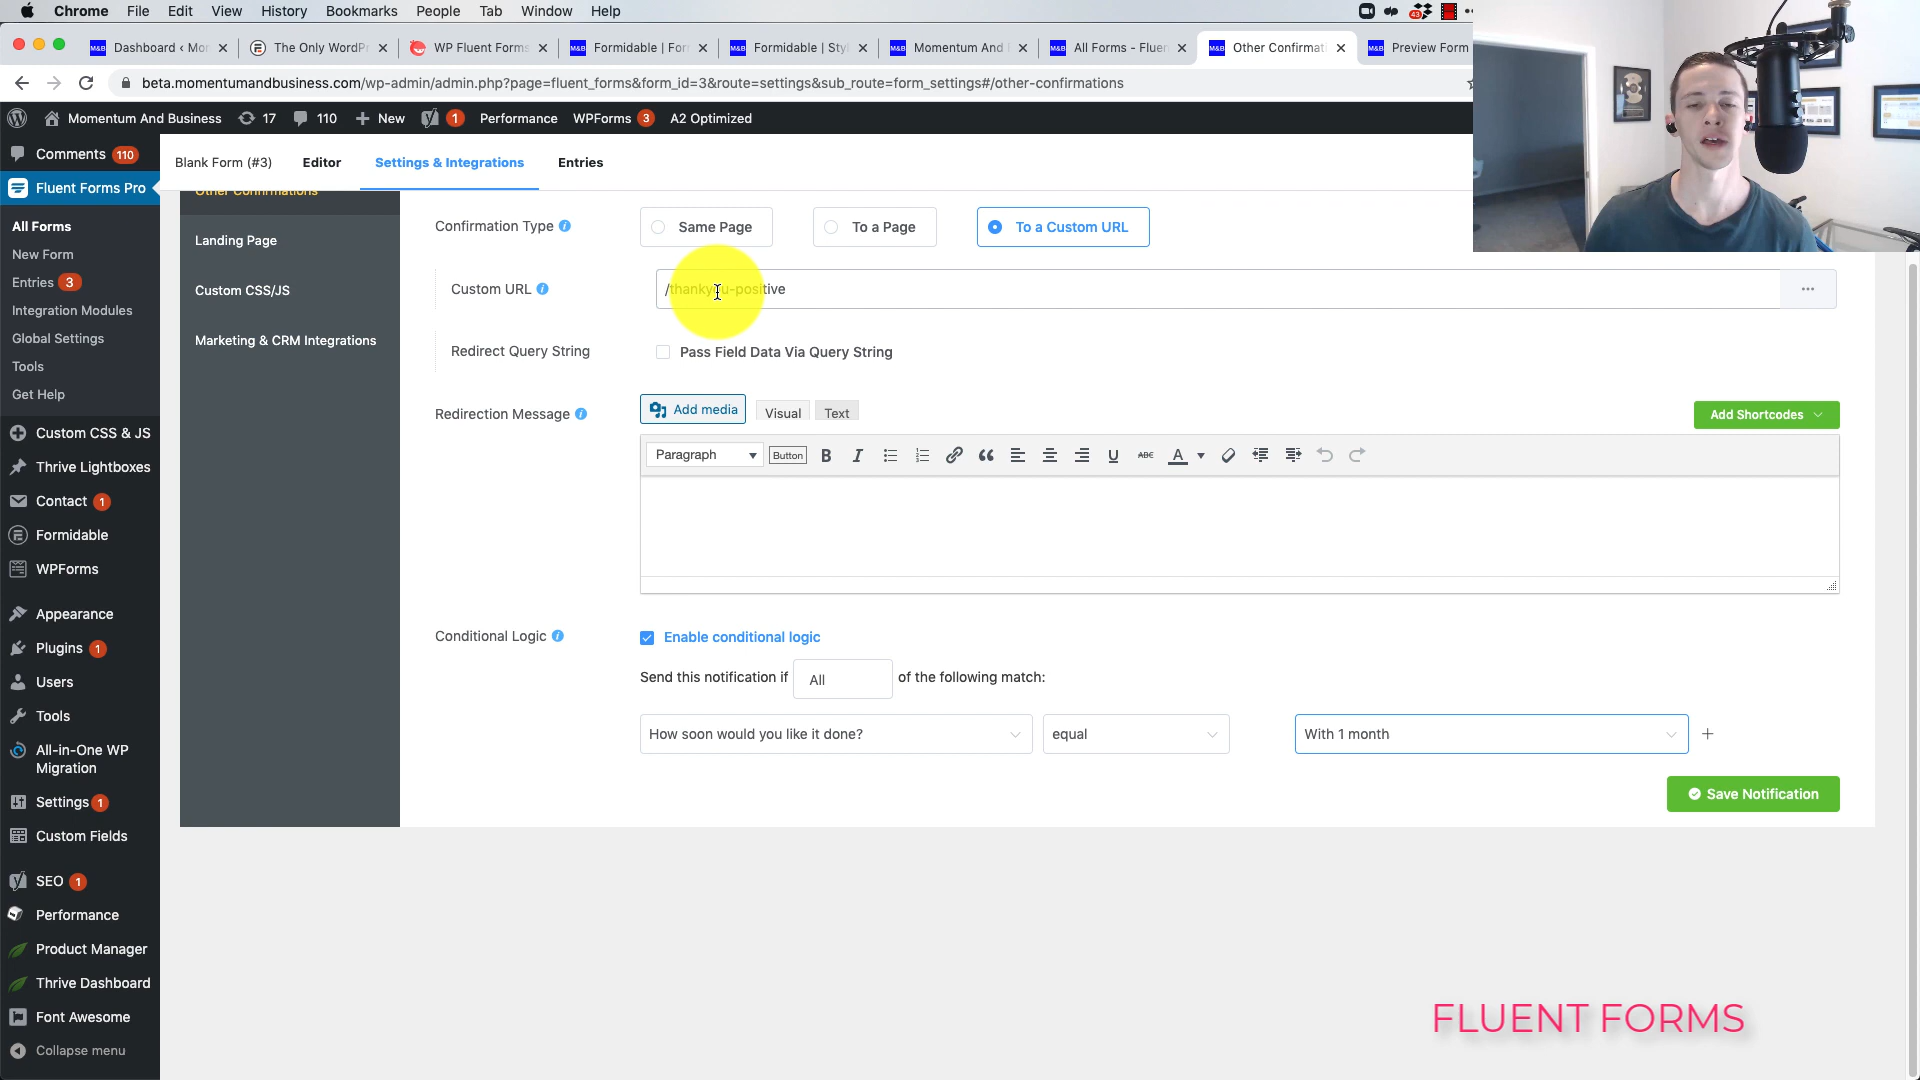 Chrome File Edit View History Bookmarks People Tab Window Help
43
Dashboard ‹ Mo
The Only WordP
WP Fluent Forms
Formidable | For
Formidable | Sty
Momentum And
All Forms - Fluen
Other Confirmati
Preview Form
beta.momentumandbusiness.com/wp-admin/admin.php?page=fluent_forms&form_id=3&route=settings&sub_route=form_settings#/other-confirmations
Momentum And Business 17 110 New 1 Performance WPForms 3 A2 Optimized
Comments 110
Fluent Forms Pro
All Forms
New Form
Entries 3
Integration Modules
Global Settings
Tools
Get Help
Custom CSS & JS
Thrive Lightboxes
Contact 1
Formidable
WPForms
Appearance
Plugins 1
Users
Tools
All-in-One WP
Migration
Settings 1
Custom Fields
SEO 1
Performance
Product Manager
Thrive Dashboard
Font Awesome
Collapse menu
Blank Form (#3) Editor Settings & Integrations Entries
Other Confirmations
Landing Page
Custom CSS/JS
Marketing & CRM Integrations
Confirmation Type Same Page To a Page To a Custom URL
Custom URL /thankyou-positive
Redirect Query String Pass Field Data Via Query String
Redirection Message Add media Visual Text Add Shortcodes
Paragraph Button B I U ABC A
Conditional Logic Enable conditional logic
Send this notification if All of the following match:
How soon would you like it done? equal With 1 month +
Save Notification
FLUENT FORMS